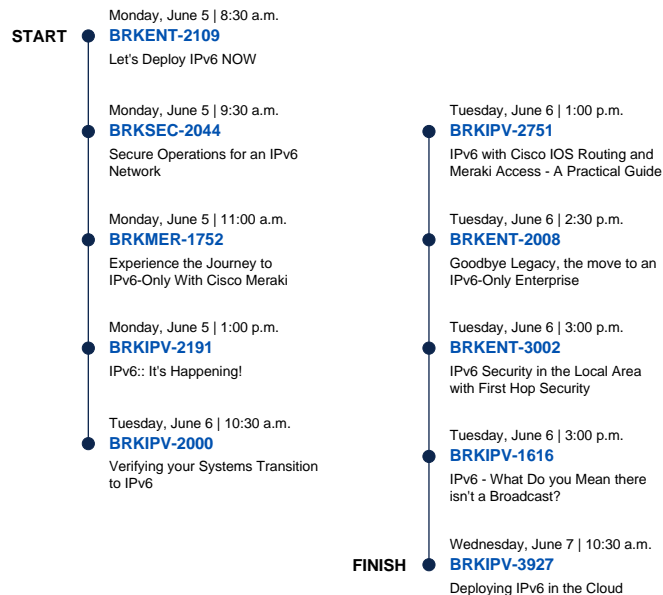 Monday, June 5 | 8:30 a.m.
START
BRKENT-2109
Let's Deploy IPv6 NOW
Monday, June 5 | 9:30 a.m.
BRKSEC-2044
Secure Operations for an IPv6
Network
Monday, June 5 | 11:00 a.m.
BRKMER-1752
Experience the Journey to
IPv6-Only With Cisco Meraki
Monday, June 5 | 1:00 p.m.
BRKIPV-2191
IPv6:: It's Happening!
Tuesday, June 6 | 10:30 a.m.
BRKIPV-2000
Verifying your Systems Transition
to IPv6
Tuesday, June 6 | 1:00 p.m.
BRKIPV-2751
IPv6 with Cisco IOS Routing and
Meraki Access - A Practical Guide
Tuesday, June 6 | 2:30 p.m.
BRKENT-2008
Goodbye Legacy, the move to an
IPv6-Only Enterprise
Tuesday, June 6 | 3:00 p.m.
BRKENT-3002
IPv6 Security in the Local Area
with First Hop Security
Tuesday, June 6 | 3:00 p.m.
BRKIPV-1616
IPv6 - What Do you Mean there
isn't a Broadcast?
Wednesday, June 7 | 10:30 a.m.
FINISH
BRKIPV-3927
Deploying IPv6 in the Cloud